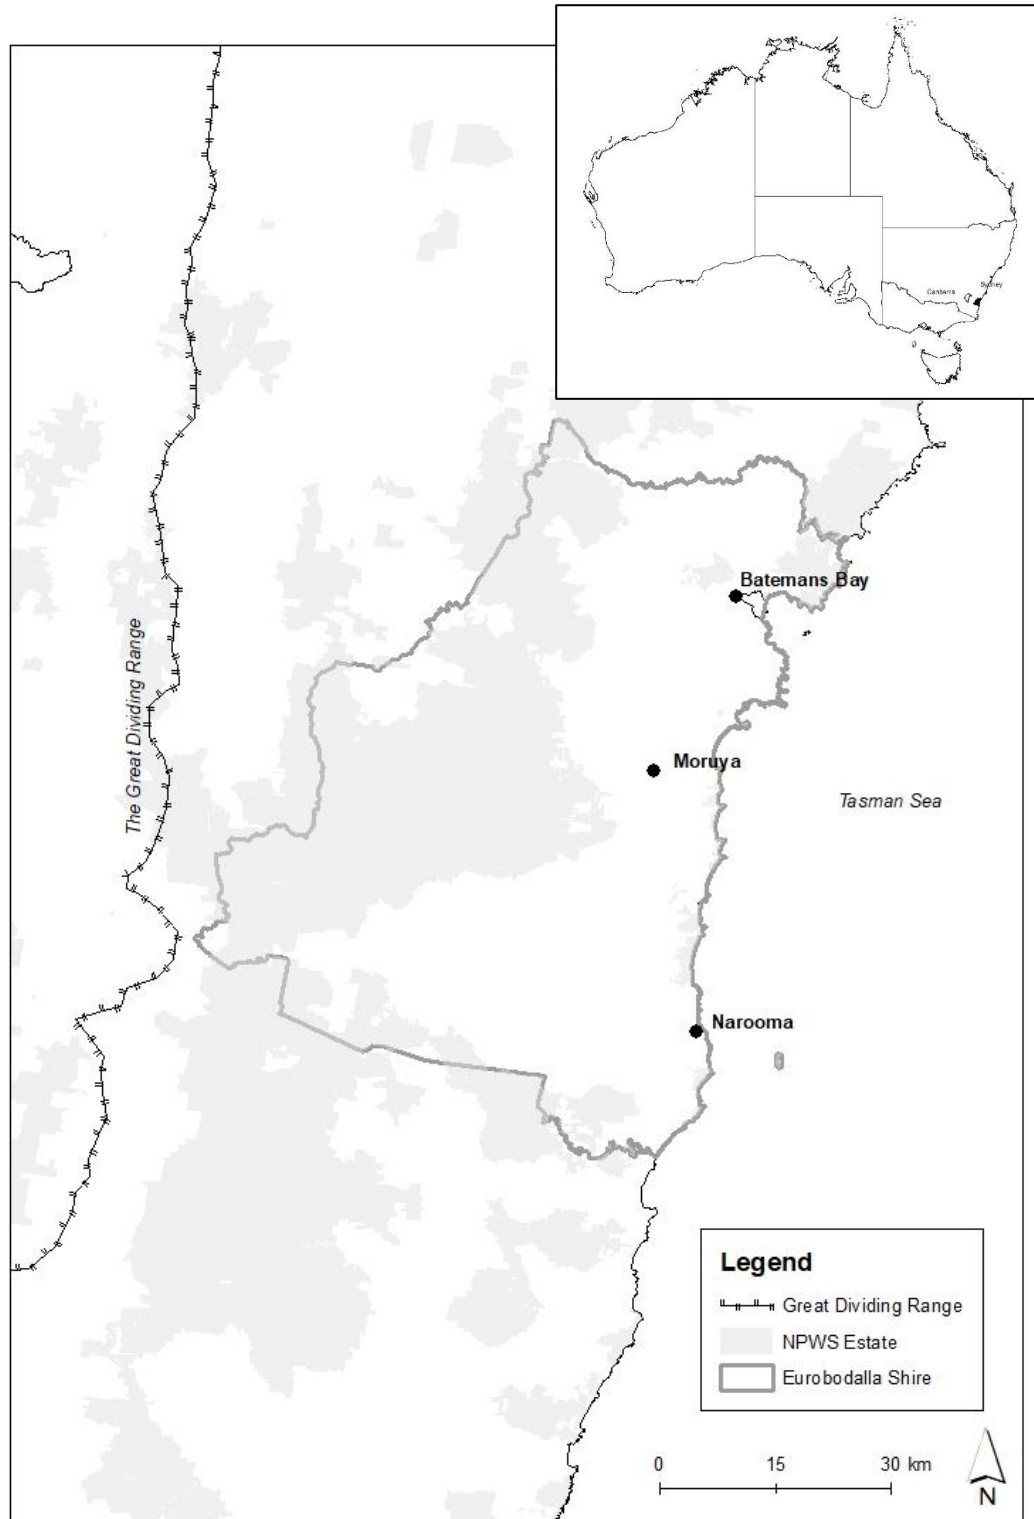 Canberra
Sydney
Batemans Bay
The Great Dividing Range
Moruya
Tasman Sea
Narooma
Legend
Great Dividing Range
NPWS Estate
Eurobodalla Shire
0 15 30 km
N